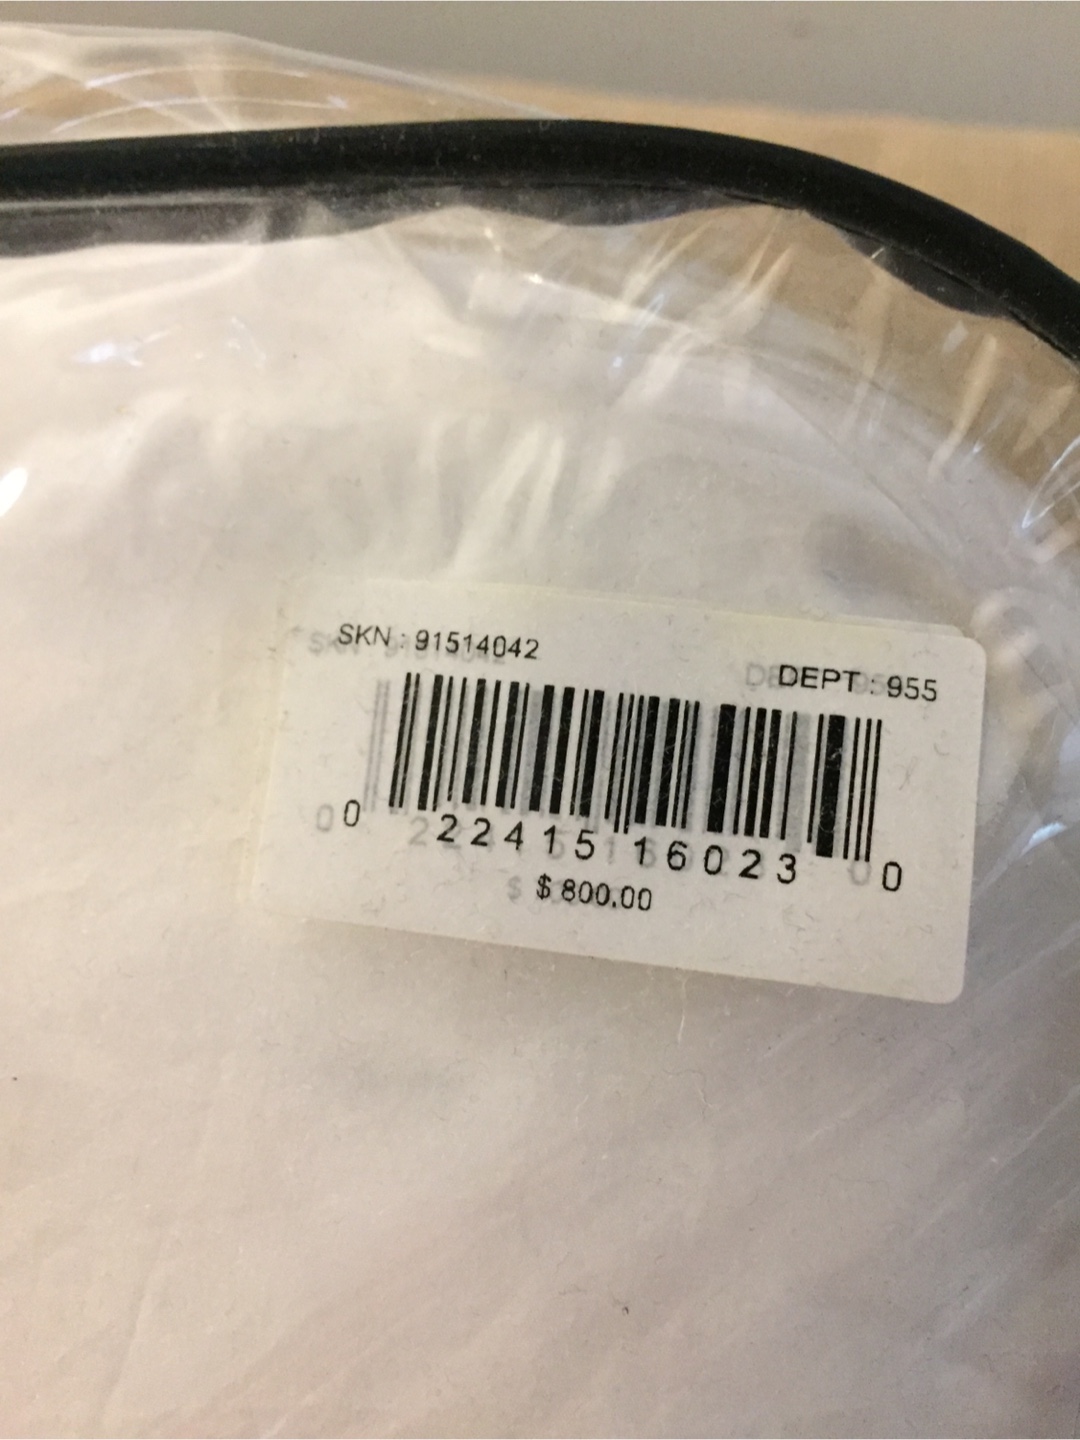 SKN : 91514042
DEPT : 955
0 22415 16023 0
$ 800.00